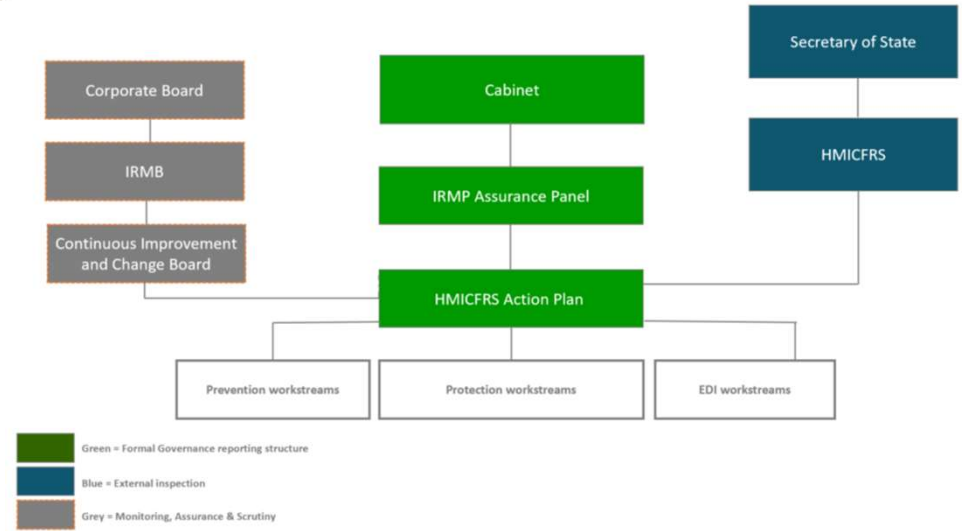 Secretary of State
Corporate Board
Cabinet
HMICFRS
IRMB
IRMP Assurance Panel
Continuous Improvement
and Change Board
HMICFRS Action Plan
Prevention workstreams
Protection workstreams
EDI workstreams
Green = Formal Governance reporting structure
Blue = External inspection
Grey = Monitoring, Assurance & Scrutiny